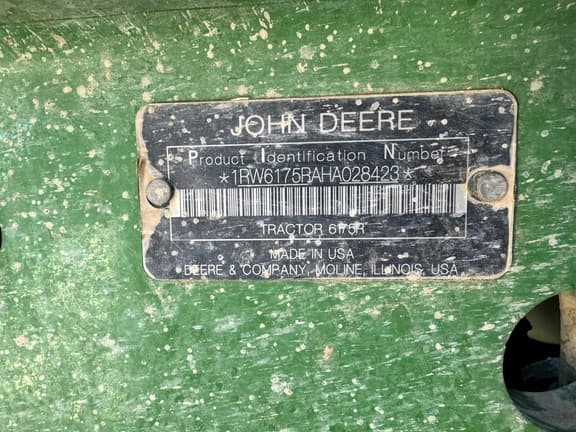 JOHN DEERE
Product Identification Number
*1RW6175RAHA028423*
TRACTOR 6175R
MADE IN USA
DEERE & COMPANY, MOLINE, ILLINOIS, USA